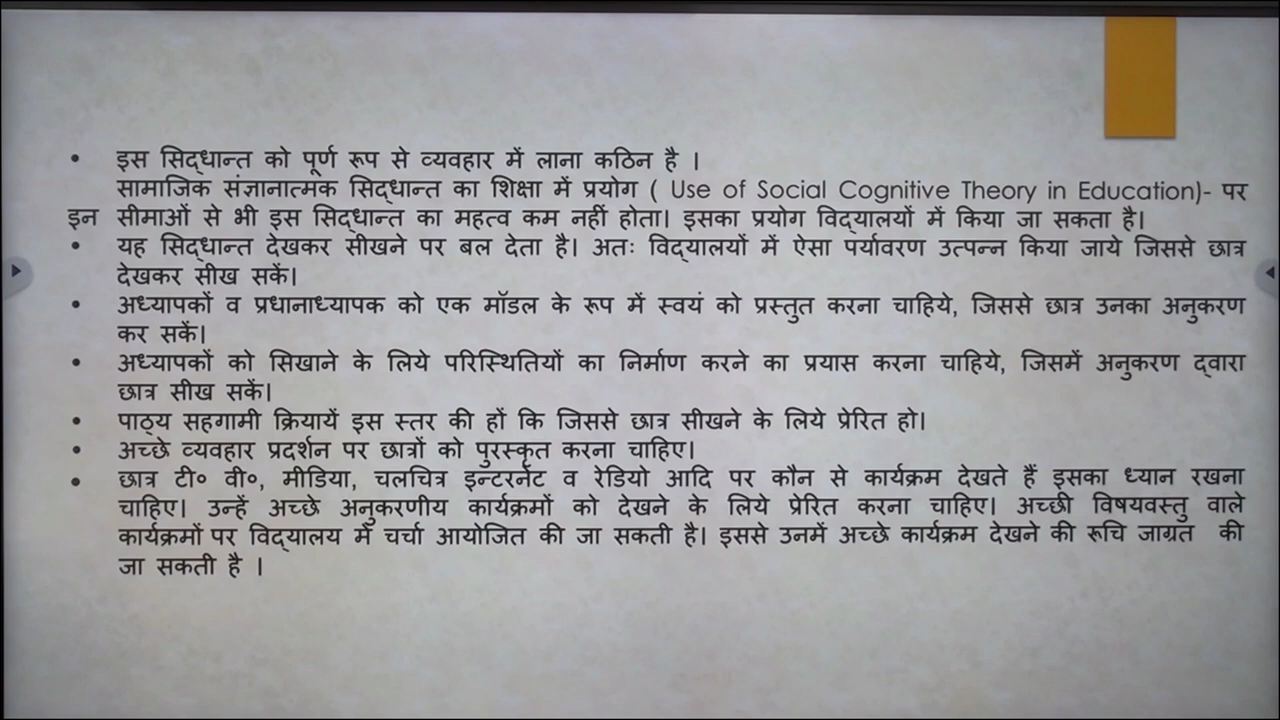 • इस सिद्धान्त को पूर्ण रूप से व्यवहार में लाना कठिन है ।
सामाजिक संज्ञानात्मक सिद्धान्त का शिक्षा में प्रयोग ( Use of Social Cognitive Theory in Education)- पर
इन सीमाओं से भी इस सिद्धान्त का महत्व कम नहीं होता। इसका प्रयोग विद्यालयों में किया जा सकता है।
• यह सिद्धान्त देखकर सीखने पर बल देता है। अतः विद्यालयों में ऐसा पर्यावरण उत्पन्न किया जाये जिससे छात्र
देखकर सीख सकें।
• अध्यापकों व प्रधानाध्यापक को एक मॉडल के रूप में स्वयं को प्रस्तुत करना चाहिये, जिससे छात्र उनका अनुकरण
कर सकें।
• अध्यापकों को सिखाने के लिये परिस्थितियों का निर्माण करने का प्रयास करना चाहिये, जिसमें अनुकरण द्वारा
छात्र सीख सकें।
• पाठ्य सहगामी क्रियायें इस स्तर की हों कि जिससे छात्र सीखने के लिये प्रेरित हो।
• अच्छे व्यवहार प्रदर्शन पर छात्रों को पुरस्कृत करना चाहिए।
• छात्र टी० वी०, मीडिया, चलचित्र इन्टरनेट व रेडियो आदि पर कौन से कार्यक्रम देखते हैं इसका ध्यान रखना
चाहिए। उन्हें अच्छे अनुकरणीय कार्यक्रमों को देखने के लिये प्रेरित करना चाहिए। अच्छी विषयवस्तु वाले
कार्यक्रमों पर विद्यालय में चर्चा आयोजित की जा सकती है। इससे उनमें अच्छे कार्यक्रम देखने की रूचि जाग्रत की
जा सकती है ।